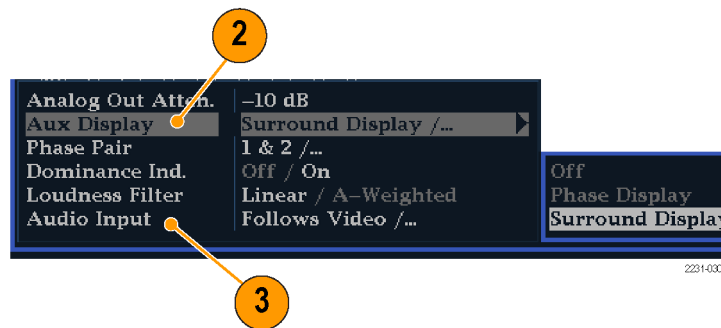 2
Analog Out Atten. –10 dB
Aux Display Surround Display /...
Phase Pair 1 & 2 /...
Dominance Ind. Off / On
Loudness Filter Linear / A–Weighted
Audio Input Follows Video /...
Off
Phase Display
Surround Display
2231-030
3